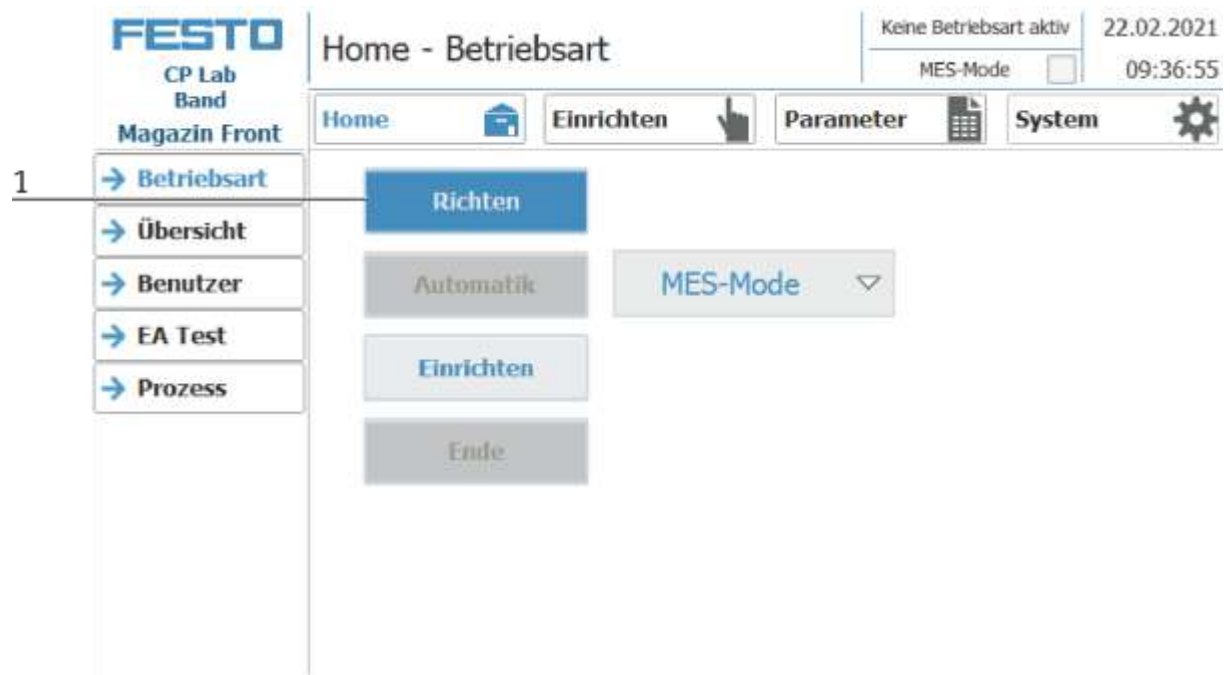 FESTO
CP Lab
Band
Magazin Front
Home - Betriebsart
Keine Betriebsart aktiv
MES-Mode
22.02.2021
09:36:55
Home
Einrichten
Parameter
System
1
Betriebsart
Übersicht
Benutzer
EA Test
Prozess
Richten
Automatik
MES-Mode
Einrichten
Ende